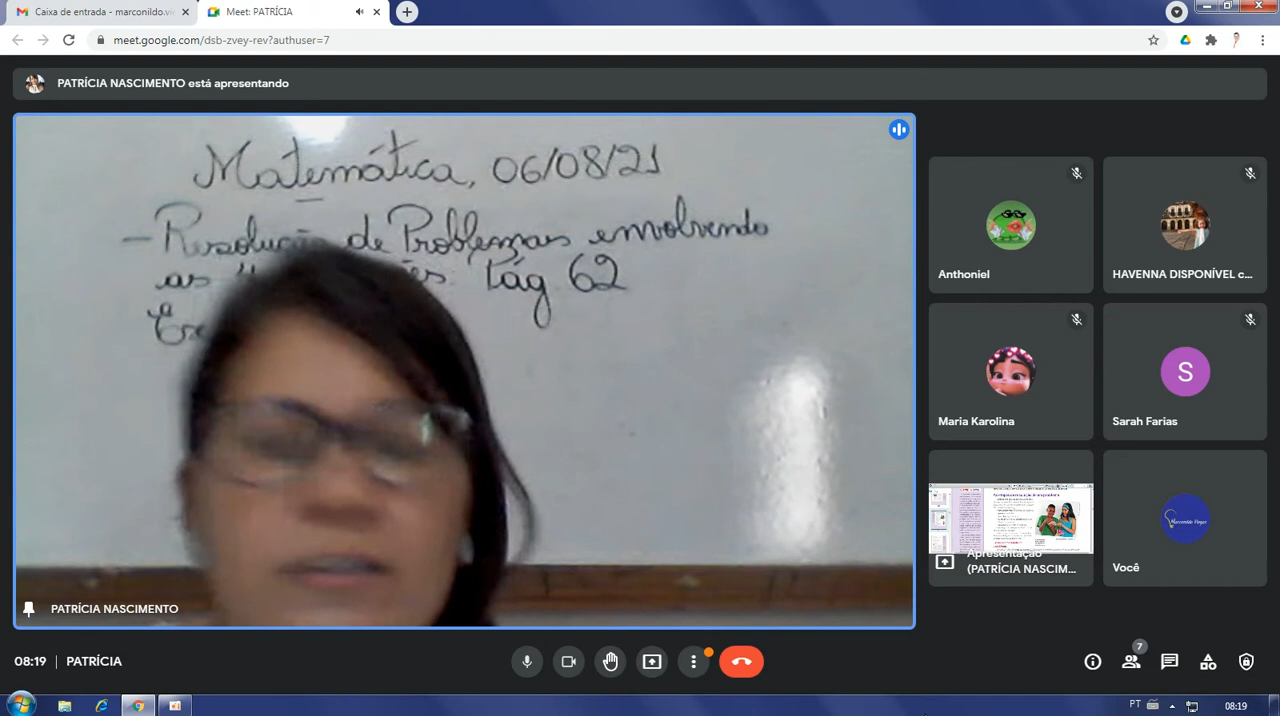 Caixa de entrada - marconildo.vi
Meet: PATRÍCIA
meet.google.com/dsb-zvey-rev?authuser=7
PATRÍCIA NASCIMENTO está apresentando
Matemática, 06/08/21
- Resolução de Problemas envolvendo
as Pág 62
PATRÍCIA NASCIMENTO
Anthoniel
HAVENNA DISPONÍVEL c...
Maria Karolina
S
Sarah Farias
Apresentação
(PATRÍCIA NASCIM...
Você
08:19 | PATRÍCIA
7
PT
08:19